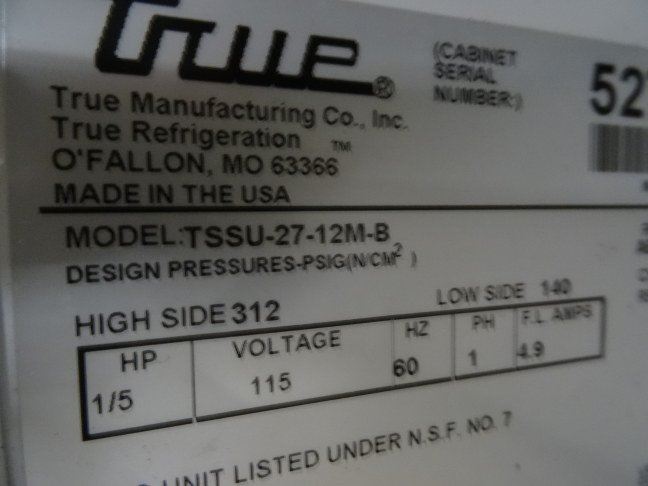 True®
(CABINET
SERIAL
NUMBER:)
52
True Manufacturing Co., Inc.
True Refrigeration ™
O'FALLON, MO 63366
MADE IN THE USA
MODEL:TSSU-27-12M-B
DESIGN PRESSURES-PSIG(N/CM²)
HIGH SIDE 312 LOW SIDE 140
HP VOLTAGE HZ PH F.L. AMPS
1/5 115 60 1 4.9
UNIT LISTED UNDER N.S.F. NO. 7